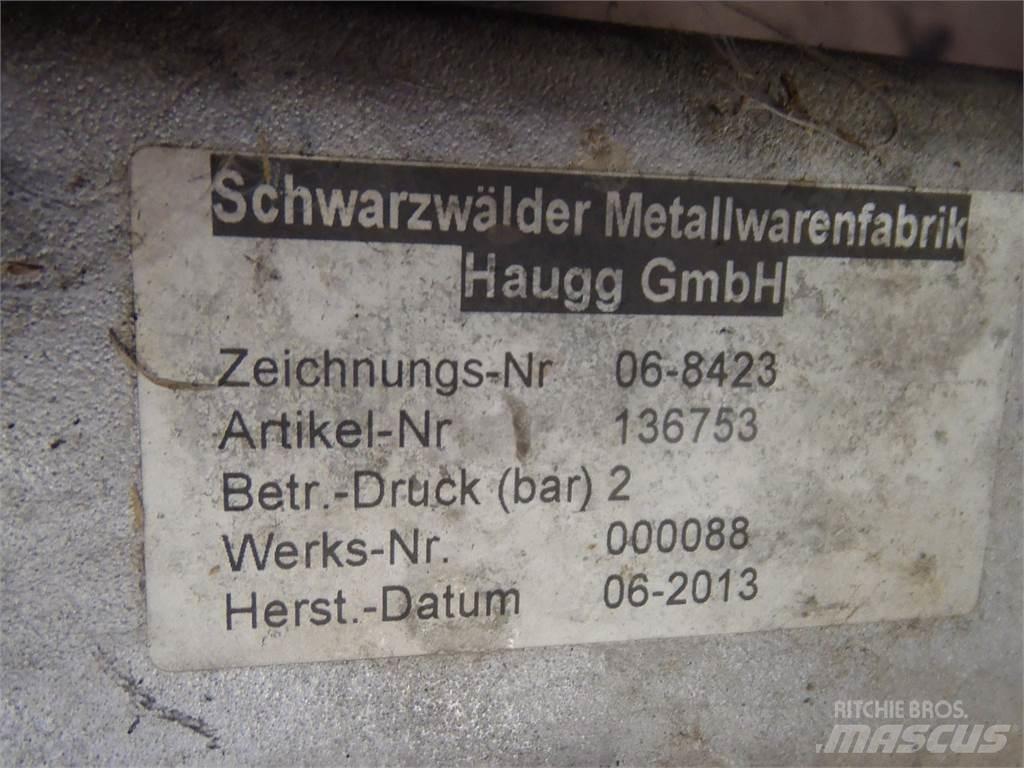 Schwarzwälder Metallwarenfabrik
Haugg GmbH
Zeichnungs-Nr 06-8423
Artikel-Nr 136753
Betr.-Druck (bar) 2
Werks-Nr. 000088
Herst.-Datum 06-2013
RITCHIE BROS.
MASCUS